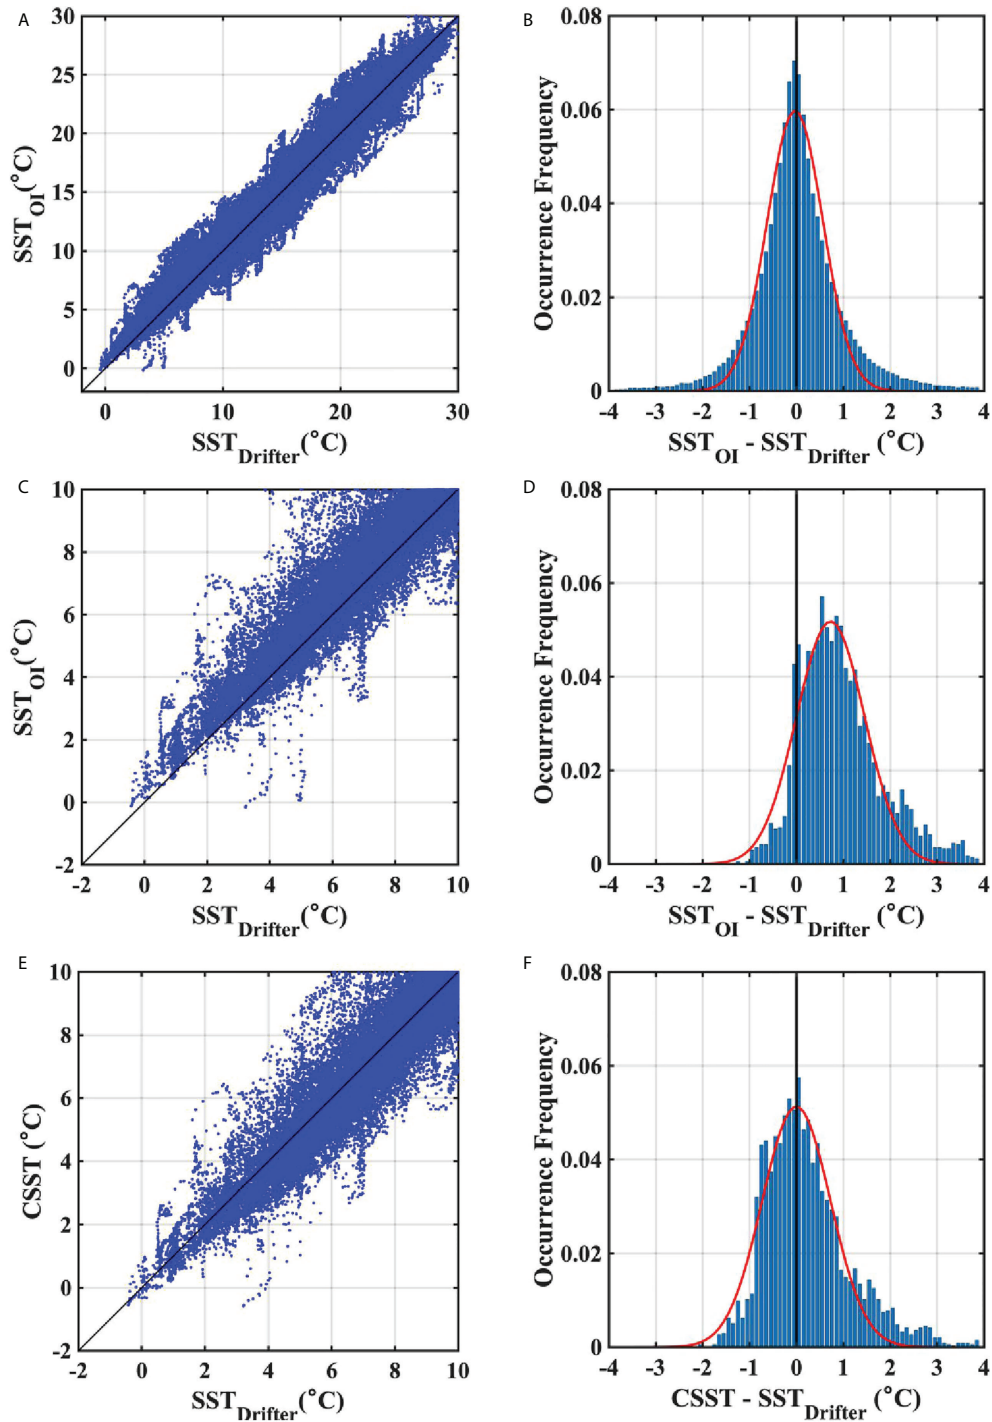 A
30
25
20
15
10
5
0
SST_OI(°C)
0 10 20 30
SST_Drifter(°C)
B
0.08
0.06
0.04
0.02
0
Occurrence Frequency
-4 -3 -2 -1 0 1 2 3 4
SST_OI - SST_Drifter (°C)
C
10
8
6
4
2
0
-2
SST_OI(°C)
-2 0 2 4 6 8 10
SST_Drifter(°C)
D
0.08
0.06
0.04
0.02
0
Occurrence Frequency
-4 -3 -2 -1 0 1 2 3 4
SST_OI - SST_Drifter (°C)
E
10
8
6
4
2
0
-2
CSST (°C)
-2 0 2 4 6 8 10
SST_Drifter(°C)
F
0.08
0.06
0.04
0.02
0
Occurrence Frequency
-4 -3 -2 -1 0 1 2 3 4
CSST - SST_Drifter (°C)